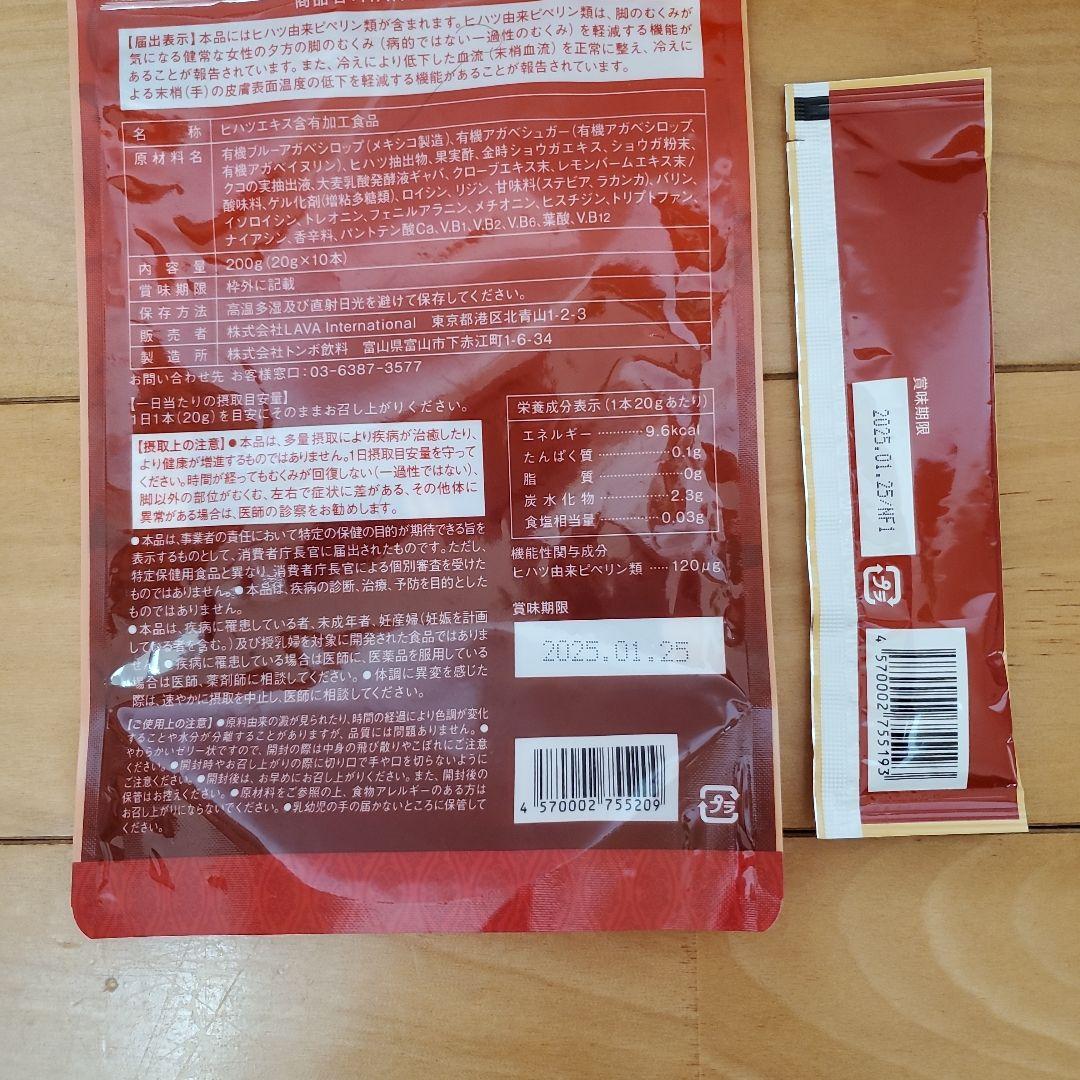 【届出表示】本品にはヒハツ由来ピペリン類が含まれます。ヒハツ由来ピペリン類は、脚のむくみが
気になる健常な女性の夕方の脚のむくみ(病的ではない一過性のむくみ)を軽減する機能が
あることが報告されています。また、冷えにより低下した血流(末梢血流)を正常に整え、冷えに
よる末梢(手)の皮膚表面温度の低下を軽減する機能があることが報告されています。
名称 ヒハツエキス含有加工食品
原材料名 有機ブルーアガベシロップ(メキシコ製造)、有機アガベシュガー(有機アガベシロップ、
有機アガベイヌリン)、ヒハツ抽出物、果実酢、金時ショウガエキス、ショウガ粉末、
クコの実抽出液、大麦乳酸発酵液ギャバ、クローブエキス末、レモンバームエキス末/
酸味料、ゲル化剤(増粘多糖類)、ロイシン、リジン、甘味料(ステビア、ラカンカ)、バリン、
イソロイシン、トレオニン、フェニルアラニン、メチオニン、ヒスチジン、トリプトファン、
ナイアシン、香辛料、パントテン酸Ca、V.B1、V.B2、V.B6、葉酸、V.B12
内容量 200g(20g×10本)
賞味期限 枠外に記載
保存方法 高温多湿及び直射日光を避けて保存してください。
販売者 株式会社LAVA International 東京都港区北青山1-2-3
製造所 株式会社トンボ飲料 富山県富山市下赤江町1-6-34
お問い合わせ先 お客様窓口:03-6387-3577
【一日当たりの摂取目安量】
1日1本(20g)を目安にそのままお召し上がりください。
【摂取上の注意】●本品は、多量摂取により疾病が治癒したり、
より健康が増進するものではありません。1日摂取目安量を守って
ください。時間が経ってもむくみが回復しない(一過性ではない)、
脚以外の部位がむくむ、左右で症状に差がある、その他体に
異常がある場合は、医師の診察をお勧めします。
●本品は、事業者の責任において特定の保健の目的が期待できる旨を
表示するものとして、消費者庁長官に届出されたものです。ただし、
特定保健用食品と異なり、消費者庁長官による個別審査を受けた
ものではありません。●本品は、疾病の診断、治療、予防を目的とした
ものではありません。
●本品は、疾病に罹患している者、未成年者、妊産婦(妊娠を計画
している者を含む。)及び授乳婦を対象に開発された食品ではありま
せん。●疾病に罹患している場合は医師に、医薬品を服用している
場合は医師、薬剤師に相談してください。●体調に異変を感じた
際は、速やかに摂取を中止し、医師に相談してください。
【ご使用上の注意】●原料由来の澱が見られたり、時間の経過により色調が変化
することや水分が分離することがありますが、品質には問題ありません。●
やわらかいゼリー状ですので、開封の際は中身の飛び散りやこぼれにご注意
ください。●開封時やお召し上がりの際に切り口で手や口を切らないように
ご注意ください。●開封後は、お早めにお召し上がりください。また、開封後の
保管はお控えください。●原材料をご参照の上、食物アレルギーのある方は
お召し上がりにならないでください。●乳幼児の手の届かないところに保管して
ください。
栄養成分表示(1本20gあたり)
エネルギー…………9.6kcal
たんぱく質…………0.1g
脂質…………0g
炭水化物…………2.3g
食塩相当量…………0.03g
機能性関与成分
ヒハツ由来ピペリン類……120μg
賞味期限
2025.01.25
4 570002 755209
プラ
賞味期限
2025.01.25/NF1
プラ
4 570002 755193